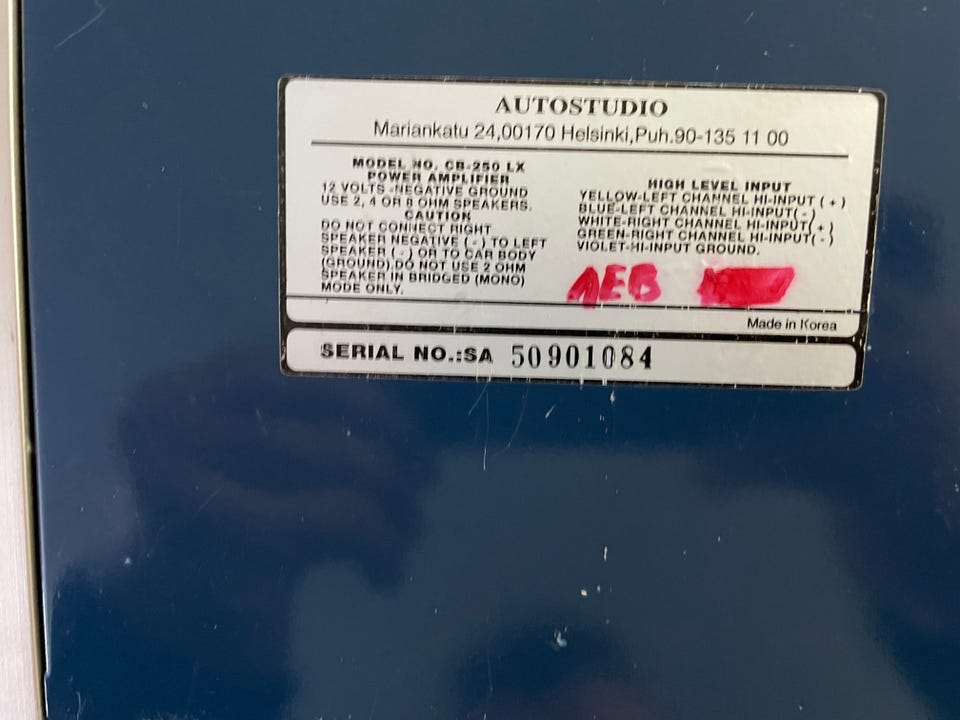 AUTOSTUDIO
Mariankatu 24,00170 Helsinki,Puh.90-135 11 00
MODEL NO. CB-250 LX
POWER AMPLIFIER
12 VOLTS -NEGATIVE GROUND
USE 2, 4 OR 8 OHM SPEAKERS.
CAUTION
DO NOT CONNECT RIGHT
SPEAKER NEGATIVE (-) TO LEFT
SPEAKER (-) OR TO CAR BODY
(GROUND).DO NOT USE 2 OHM
SPEAKER IN BRIDGED (MONO)
MODE ONLY.
HIGH LEVEL INPUT
YELLOW-LEFT CHANNEL HI-INPUT (+)
BLUE-LEFT CHANNEL HI-INPUT(-)
WHITE-RIGHT CHANNEL HI-INPUT(+)
GREEN-RIGHT CHANNEL HI-INPUT(-)
VIOLET-HI-INPUT GROUND.
AEB
Made in Korea
SERIAL NO.:SA 50901084